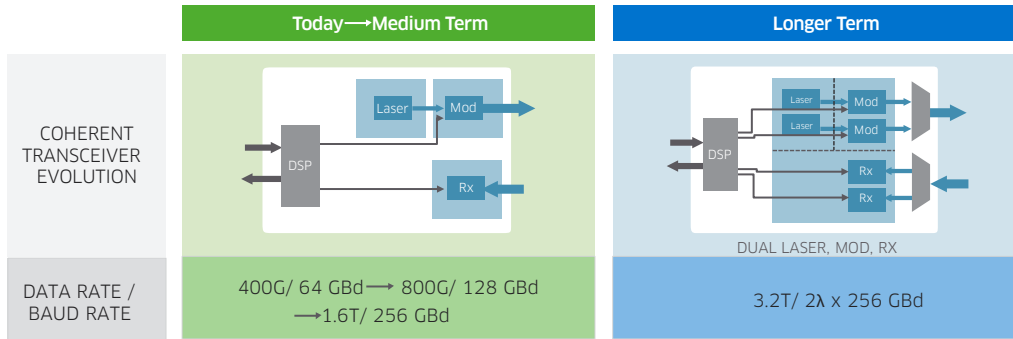 Today→Medium Term
Longer Term
COHERENT
TRANSCEIVER
EVOLUTION
Laser
Mod
DSP
Rx
Laser
Mod
Laser
Mod
DSP
Rx
Rx
DUAL LASER, MOD, RX
DATA RATE /
BAUD RATE
400G/ 64 GBd → 800G/ 128 GBd
→1.6T/ 256 GBd
3.2T/ 2λ x 256 GBd